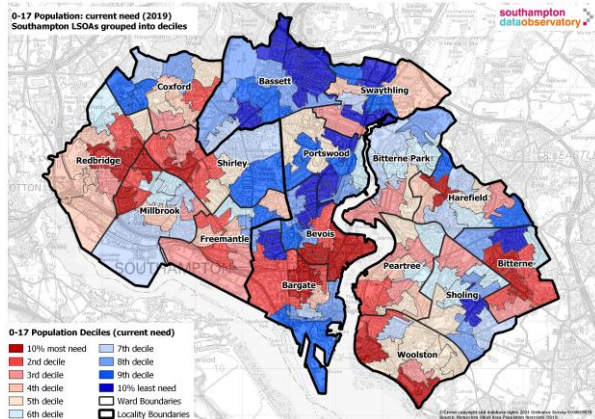 0-17 Population: current need (2019)
Southampton LSOAs grouped into deciles
southampton
dataobservatory
Coxford
Bassett
Swaythling
Redbridge
Shirley
Portswood
Bitterne Park
Harefield
Millbrook
Freemantle
Bevois
SOUTHAMPTON
Bargate
Peartree
Bitterne
Sholing
Woolston
0-17 Population Deciles (current need)
10% most need
2nd decile
3rd decile
4th decile
5th decile
6th decile
7th decile
8th decile
9th decile
10% least need
Ward Boundaries
Locality Boundaries